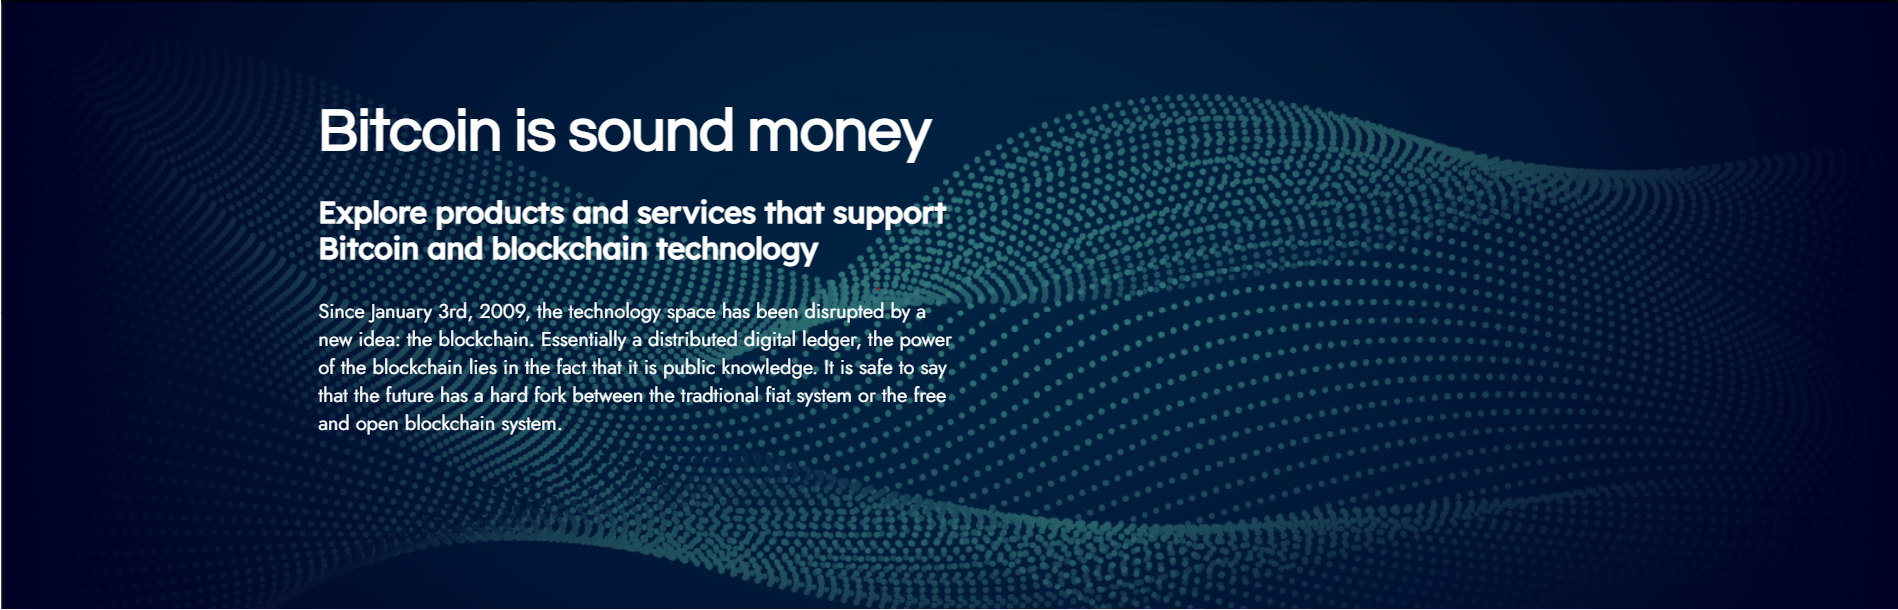 Bitcoin is sound money
Explore products and services that support
Bitcoin and blockchain technology
Since January 3rd, 2009, the technology space has been disrupted by a
new idea: the blockchain. Essentially a distributed digital ledger, the power
of the blockchain lies in the fact that it is public knowledge. It is safe to say
that the future has a hard fork between the tradtional fiat system or the free
and open blockchain system.